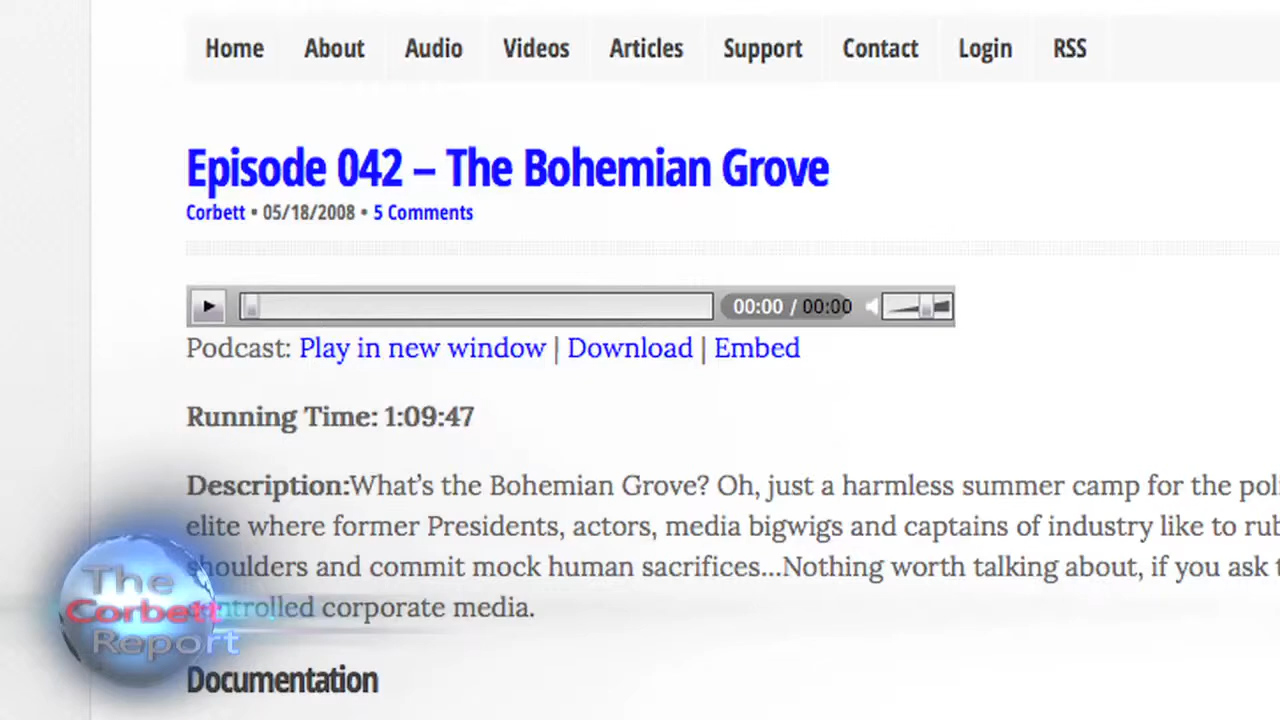 Home About Audio Videos Articles Support Contact Login RSS
Episode 042 – The Bohemian Grove
Corbett • 05/18/2008 • 5 Comments
00:00 / 00:00
Podcast: Play in new window | Download | Embed
Running Time: 1:09:47
Description:What’s the Bohemian Grove? Oh, just a harmless summer camp for the
elite where former Presidents, actors, media bigwigs and captains of industry like to
shoulders and commit mock human sacrifices…Nothing worth talking about, if you ask
controlled corporate media.
The
Corbett
Report
Documentation